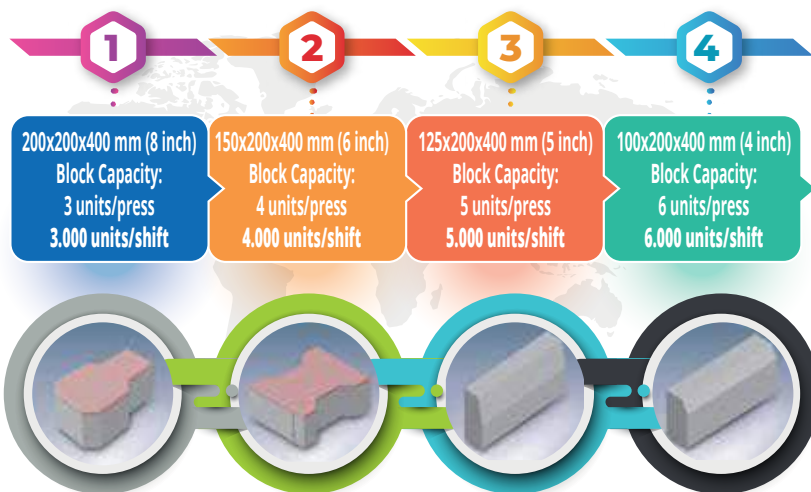 1
2
3
4
200x200x400 mm (8 inch)
Block Capacity:
3 units/press
3.000 units/shift
150x200x400 mm (6 inch)
Block Capacity:
4 units/press
4.000 units/shift
125x200x400 mm (5 inch)
Block Capacity:
5 units/press
5.000 units/shift
100x200x400 mm (4 inch)
Block Capacity:
6 units/press
6.000 units/shift